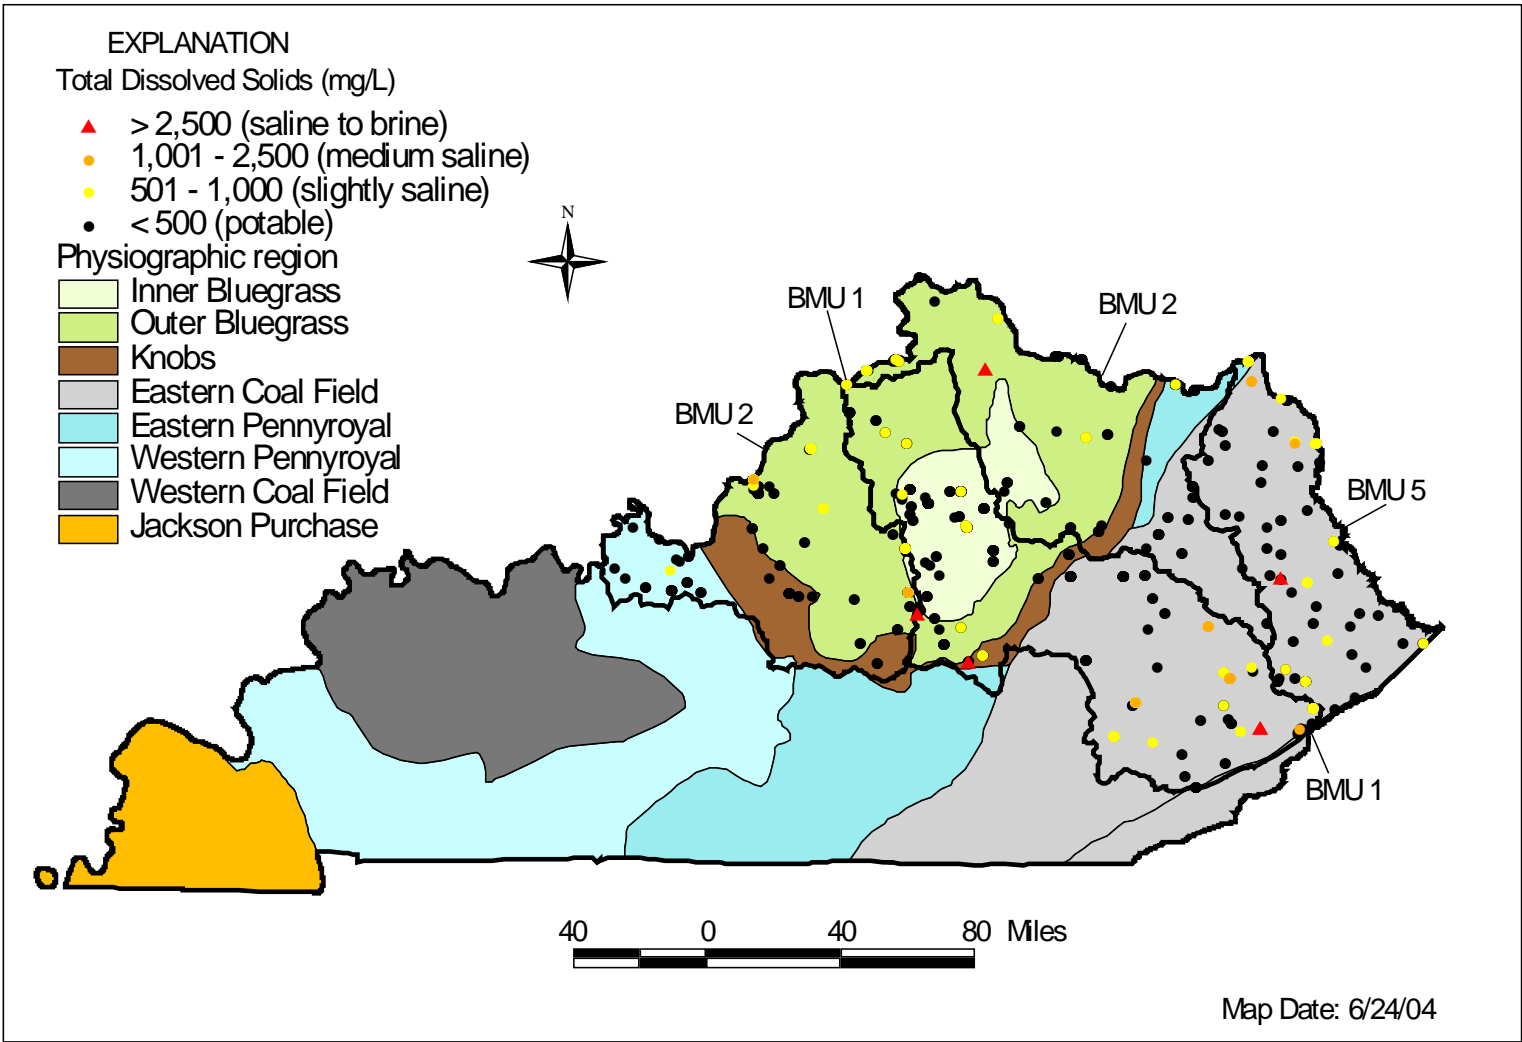 EXPLANATION
Total Dissolved Solids (mg/L)
> 2,500 (saline to brine)
1,001 - 2,500 (medium saline)
501 - 1,000 (slightly saline)
< 500 (potable)
Physiographic region
Inner Bluegrass
Outer Bluegrass
Knobs
Eastern Coal Field
Eastern Pennyroyal
Western Pennyroyal
Western Coal Field
Jackson Purchase
N
BMU 1
BMU 2
BMU 2
BMU 5
BMU 1
40 0 40 80 Miles
Map Date: 6/24/04